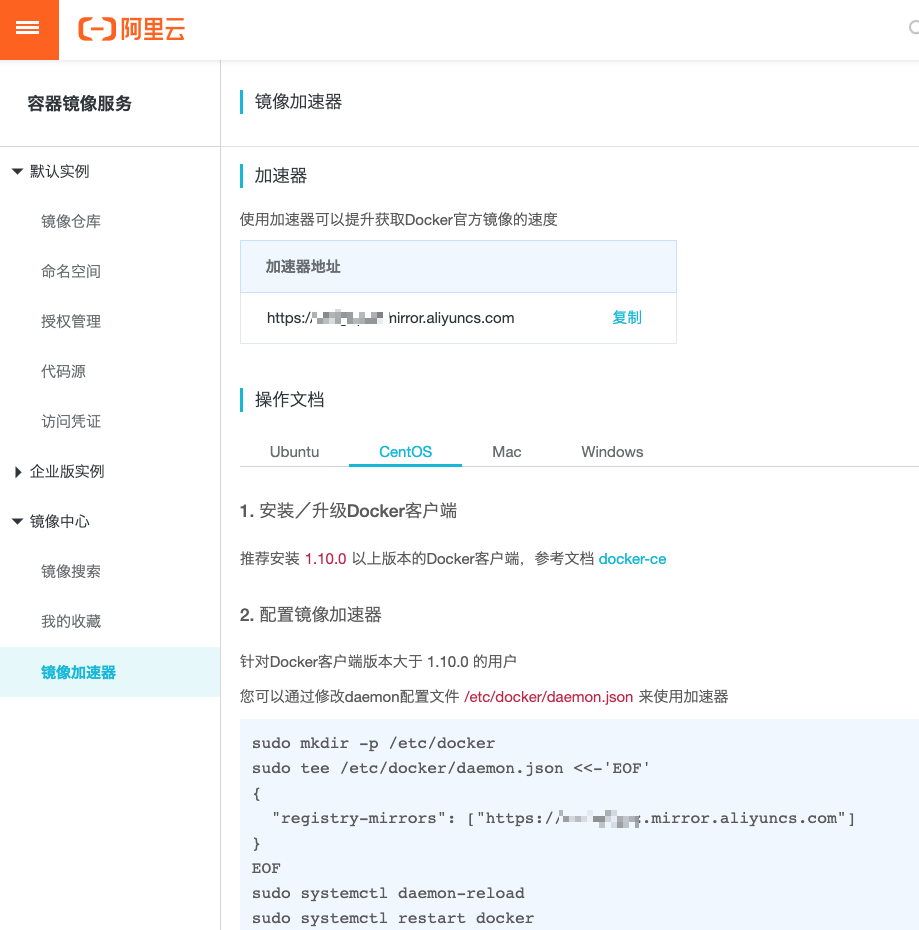 阿里云
容器镜像服务
默认实例
镜像仓库
命名空间
授权管理
代码源
访问凭证
企业版实例
镜像中心
镜像搜索
我的收藏
镜像加速器
镜像加速器
加速器
使用加速器可以提升获取Docker官方镜像的速度
加速器地址
https:// mirror.aliyuncs.com 复制
操作文档
Ubuntu CentOS Mac Windows
1. 安装／升级Docker客户端
推荐安装 1.10.0 以上版本的Docker客户端，参考文档 docker-ce
2. 配置镜像加速器
针对Docker客户端版本大于 1.10.0 的用户
您可以通过修改daemon配置文件 /etc/docker/daemon.json 来使用加速器
sudo mkdir -p /etc/docker
sudo tee /etc/docker/daemon.json <<-'EOF'
{
"registry-mirrors": ["https:// .mirror.aliyuncs.com"]
}
EOF
sudo systemctl daemon-reload
sudo systemctl restart docker